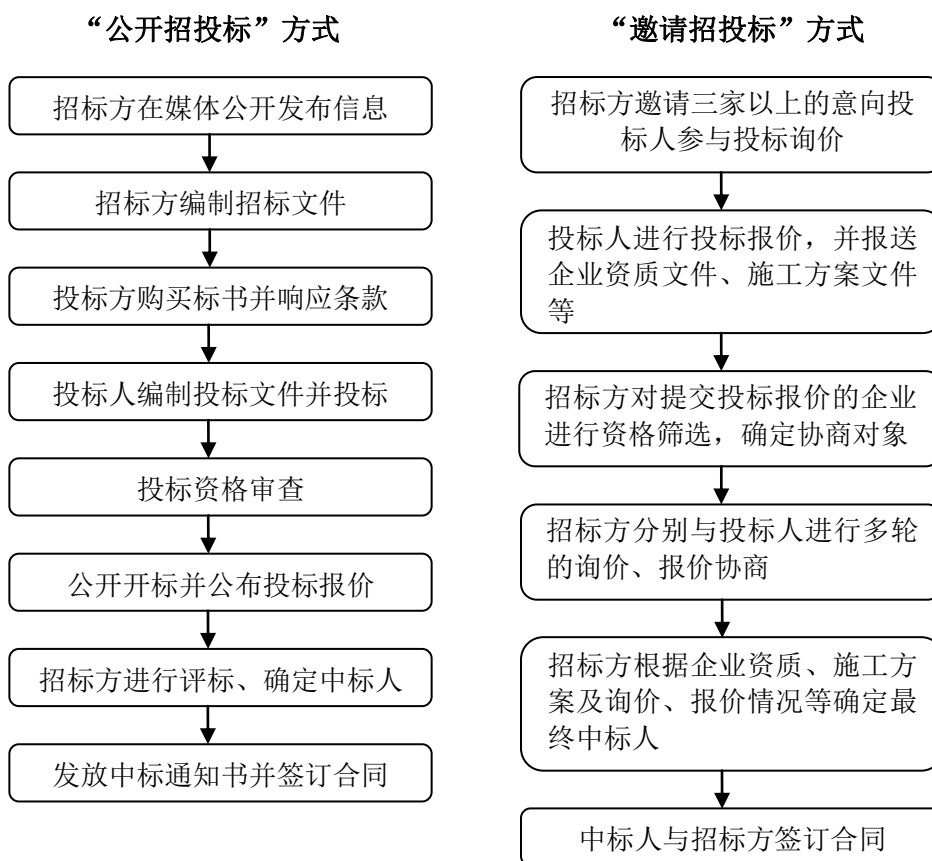 “公开招投标”方式
招标方在媒体公开发布信息
招标方编制招标文件
投标方购买标书并响应条款
投标人编制投标文件并投标
投标资格审查
公开开标并公布投标报价
招标方进行评标、确定中标人
发放中标通知书并签订合同
“邀请招投标”方式
招标方邀请三家以上的意向投
标人参与投标询价
投标人进行投标报价，并报送
企业资质文件、施工方案文件
等
招标方对提交投标报价的企业
进行资格筛选，确定协商对象
招标方分别与投标人进行多轮
的询价、报价协商
招标方根据企业资质、施工方
案及询价、报价情况等确定最
终中标人
中标人与招标方签订合同